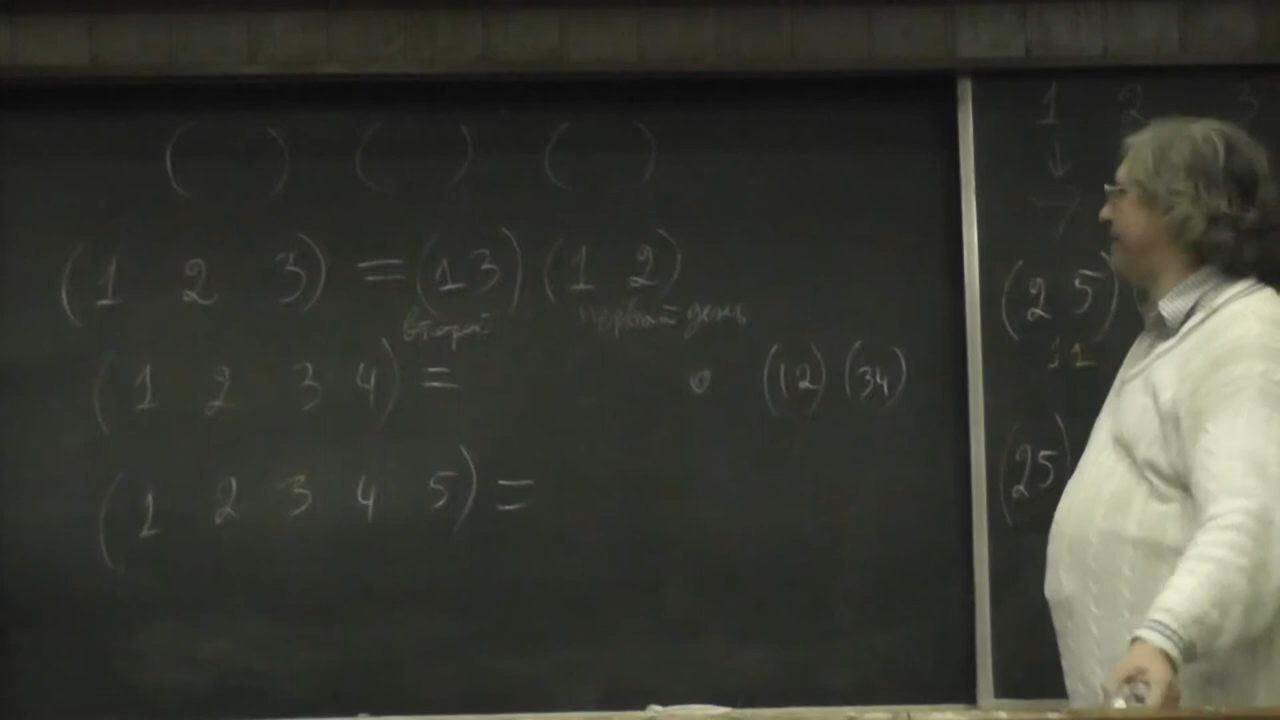 ( ) ( ) ( )
(1 2 3) = (1 3) (1 2)
второй первый день
(1 2 3 4) = ∘ (12) (34)
(1 2 3 4 5) =
1 2 3
↓
→
(2 5)
11
(25)